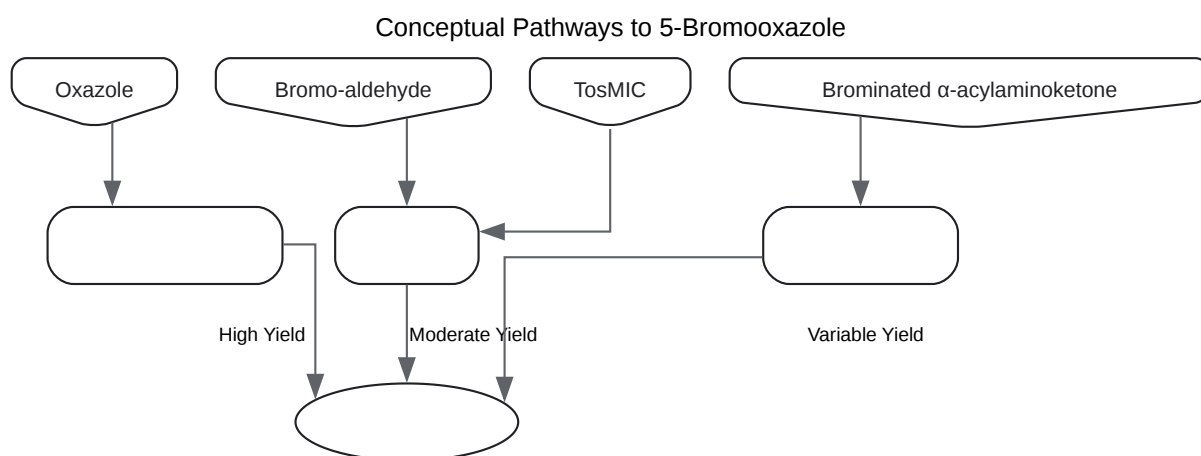 Conceptual Pathways to 5-Bromooxazole
Oxazole
Bromo-aldehyde
TosMIC
Brominated α-acylaminoketone
High Yield
Moderate Yield
Variable Yield